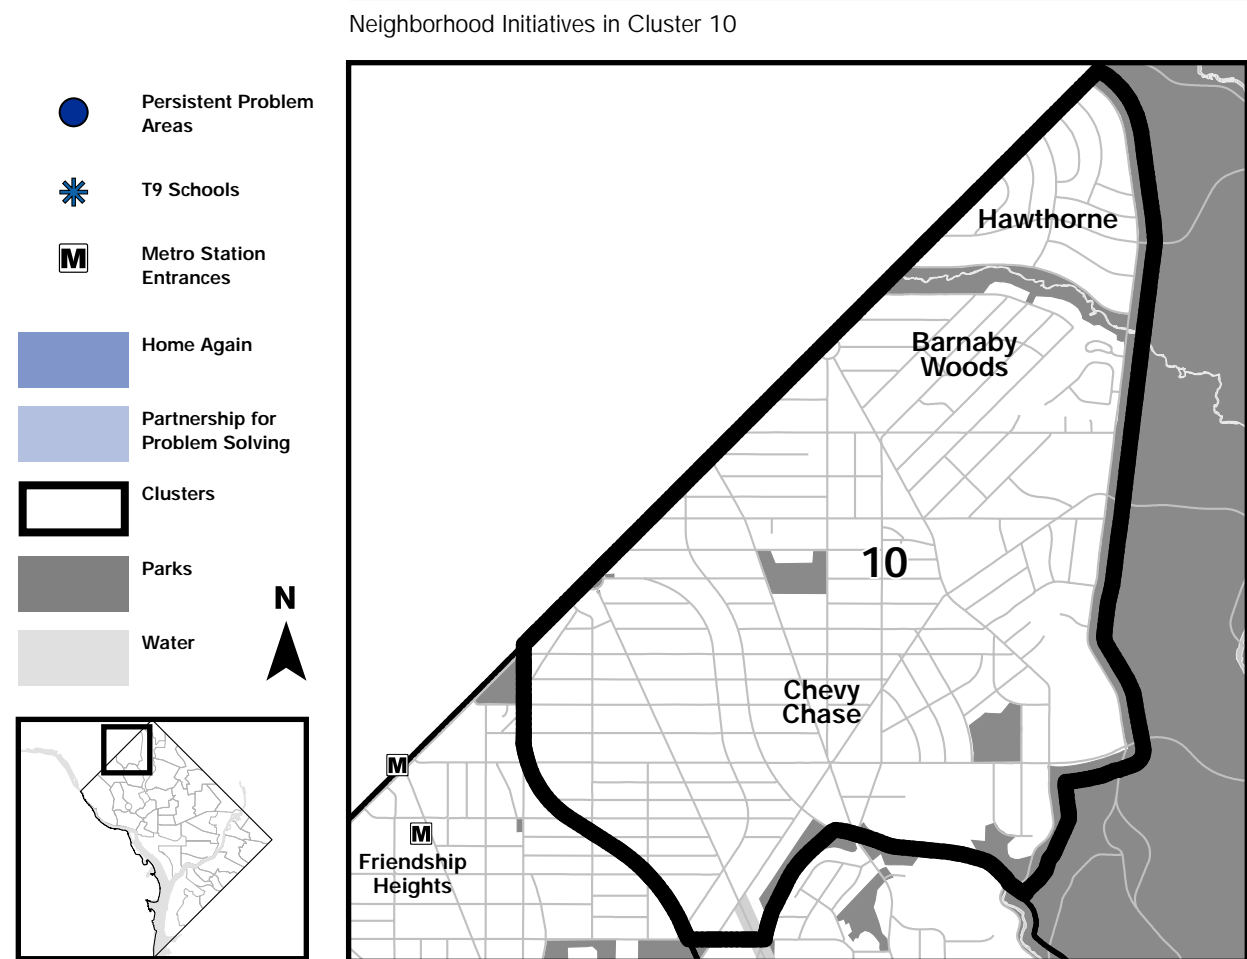 Neighborhood Initiatives in Cluster 10
Persistent Problem
Areas
T9 Schools
M
Metro Station
Entrances
Home Again
Partnership for
Problem Solving
Clusters
Parks
Water
N
Hawthorne
Barnaby
Woods
10
Chevy
Chase
M
M
Friendship
Heights